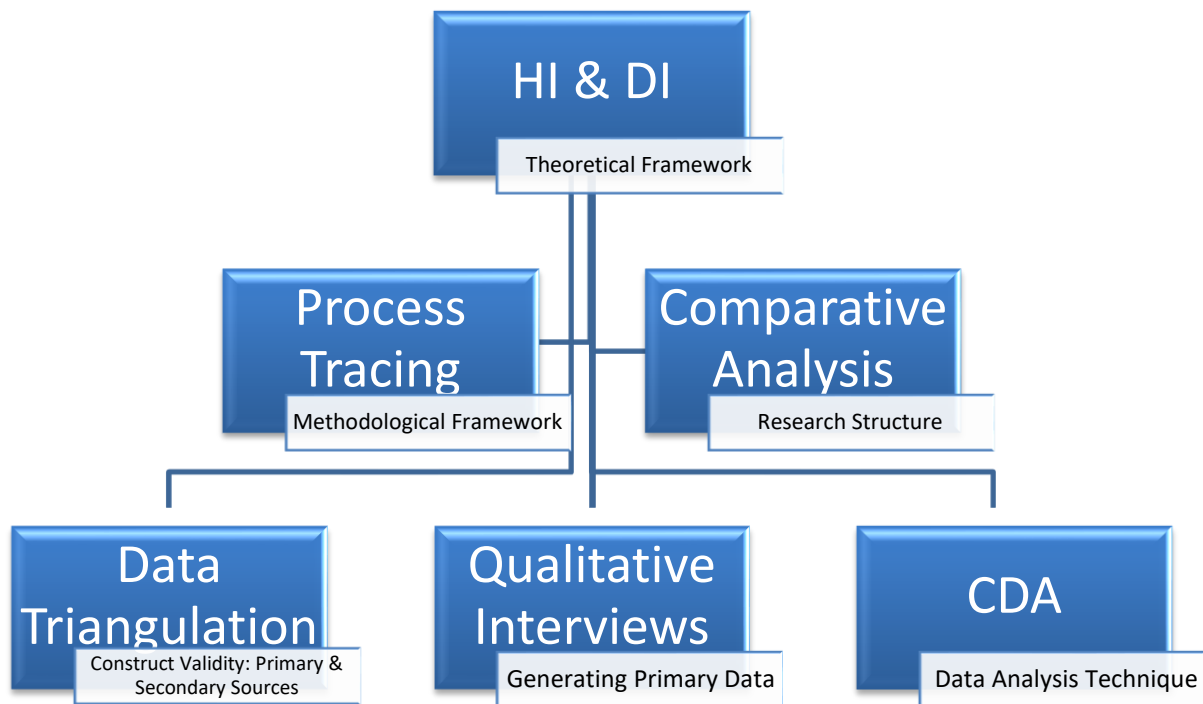 HI & DI
Theoretical Framework
Process
Tracing
Methodological Framework
Comparative
Analysis
Research Structure
Data
Triangulation
Construct Validity: Primary &
Secondary Sources
Qualitative
Interviews
Generating Primary Data
CDA
Data Analysis Technique